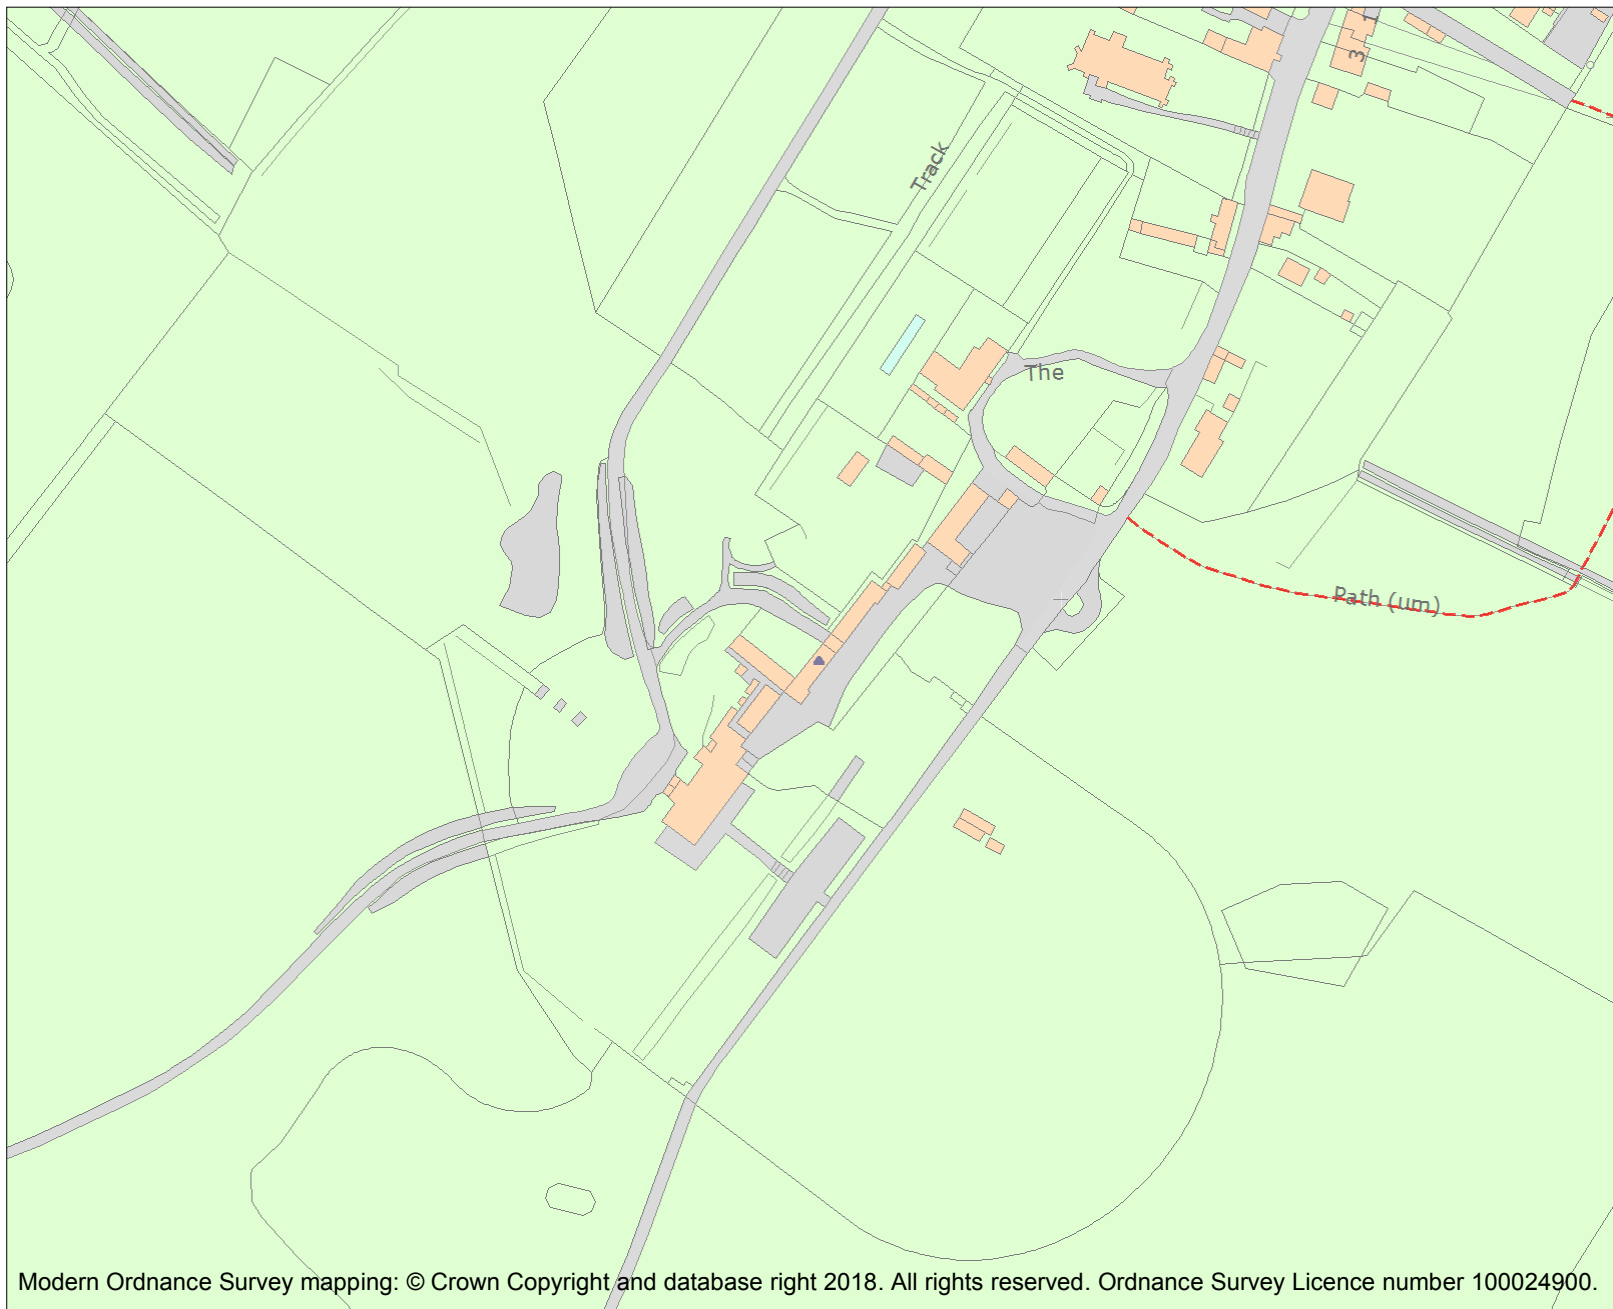 1
3
Track
The
Path (um)
Modern Ordnance Survey mapping: © Crown Copyright and database right 2018. All rights reserved. Ordnance Survey Licence number 100024900.